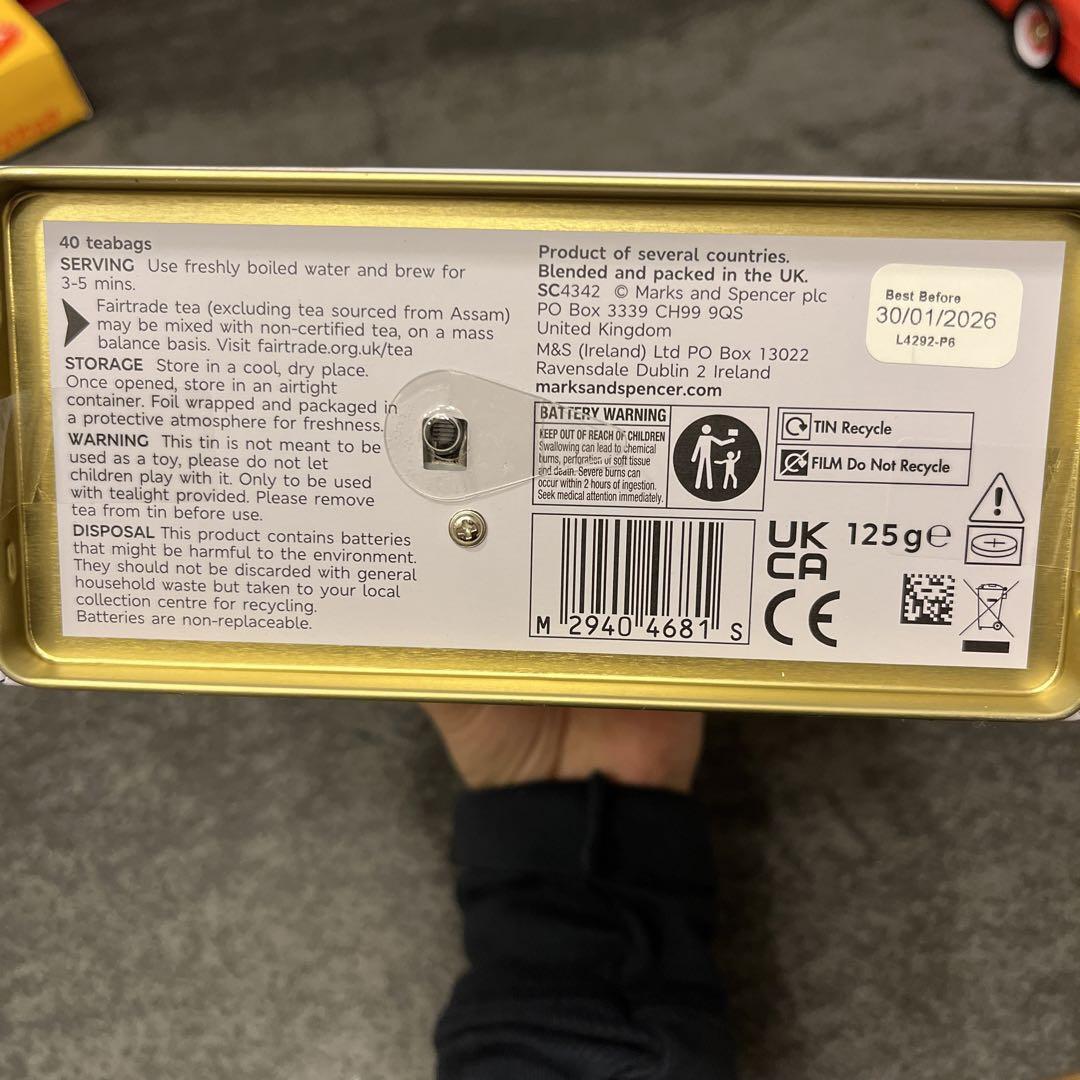 40 teabags
SERVING Use freshly boiled water and brew for
3-5 mins.
Fairtrade tea (excluding tea sourced from Assam)
may be mixed with non-certified tea, on a mass
balance basis. Visit fairtrade.org.uk/tea
STORAGE Store in a cool, dry place.
Once opened, store in an airtight
container. Foil wrapped and packaged in
a protective atmosphere for freshness.
WARNING This tin is not meant to be
used as a toy, please do not let
children play with it. Only to be used
with tealight provided. Please remove
tea from tin before use.
DISPOSAL This product contains batteries
that might be harmful to the environment.
They should not be discarded with general
household waste but taken to your local
collection centre for recycling.
Batteries are non-replaceable.
Product of several countries.
Blended and packed in the UK.
SC4342 © Marks and Spencer plc
PO Box 3339 CH99 9QS
United Kingdom
M&S (Ireland) Ltd PO Box 13022
Ravensdale Dublin 2 Ireland
marksandspencer.com
Best Before
30/01/2026
L4292-P6
BATTERY WARNING
KEEP OUT OF REACH OF CHILDREN
Swallowing can lead to chemical
burns, perforation of soft tissue
and death. Severe burns can
occur within 2 hours of ingestion.
Seek medical attention immediately.
TIN Recycle
FILM Do Not Recycle
M 2940 4681 S
UK
CA
CE
125g℮